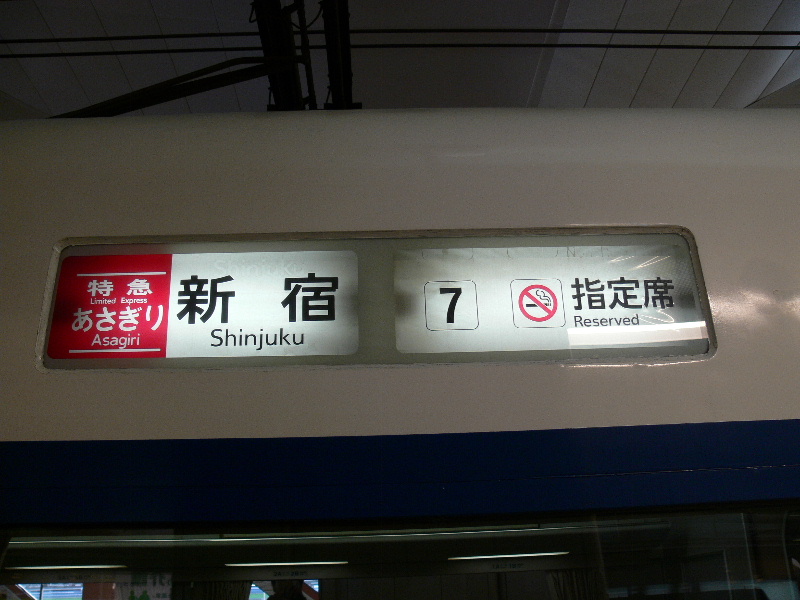 特急
Limited Express
あさぎり
Asagiri
新宿
Shinjuku
7
指定席
Reserved